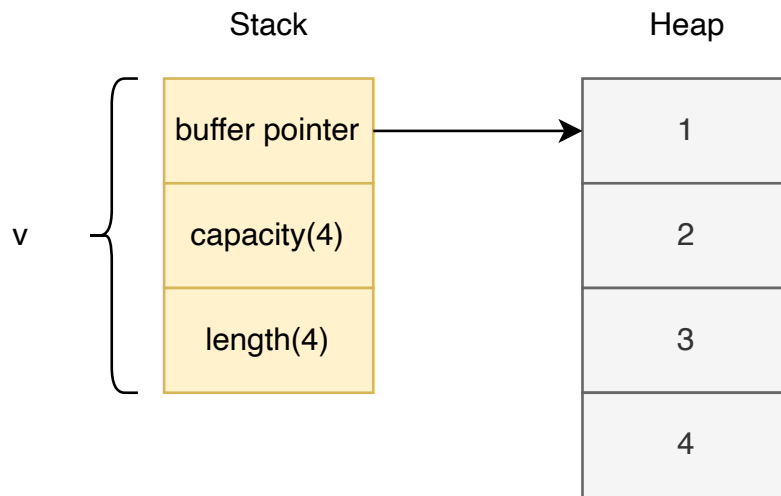 Stack
Heap
buffer pointer
1
v
capacity(4)
2
length(4)
3
4